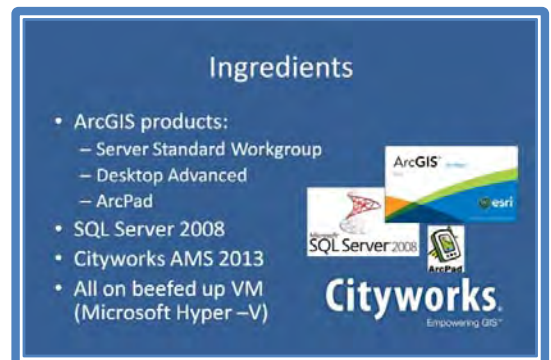 Ingredients
• ArcGIS products:
– Server Standard Workgroup
– Desktop Advanced
– ArcPad
• SQL Server 2008
• Cityworks AMS 2013
• All on beefed up VM
(Microsoft Hyper –V)
ArcGIS
esri
Microsoft
SQL Server 2008
ArcPad
Cityworks
Empowering GIS